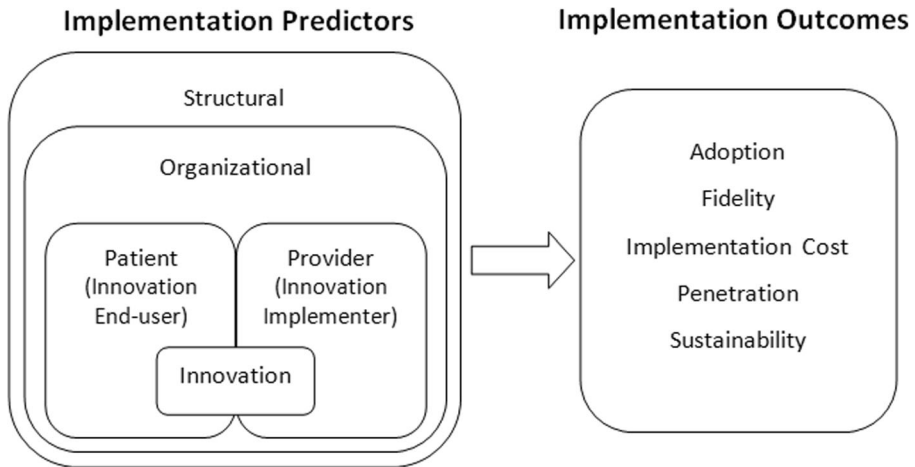 Implementation Predictors
Implementation Outcomes
Structural
Organizational
Patient
(Innovation
End-user)
Provider
(Innovation
Implementer)
Innovation
Adoption
Fidelity
Implementation Cost
Penetration
Sustainability